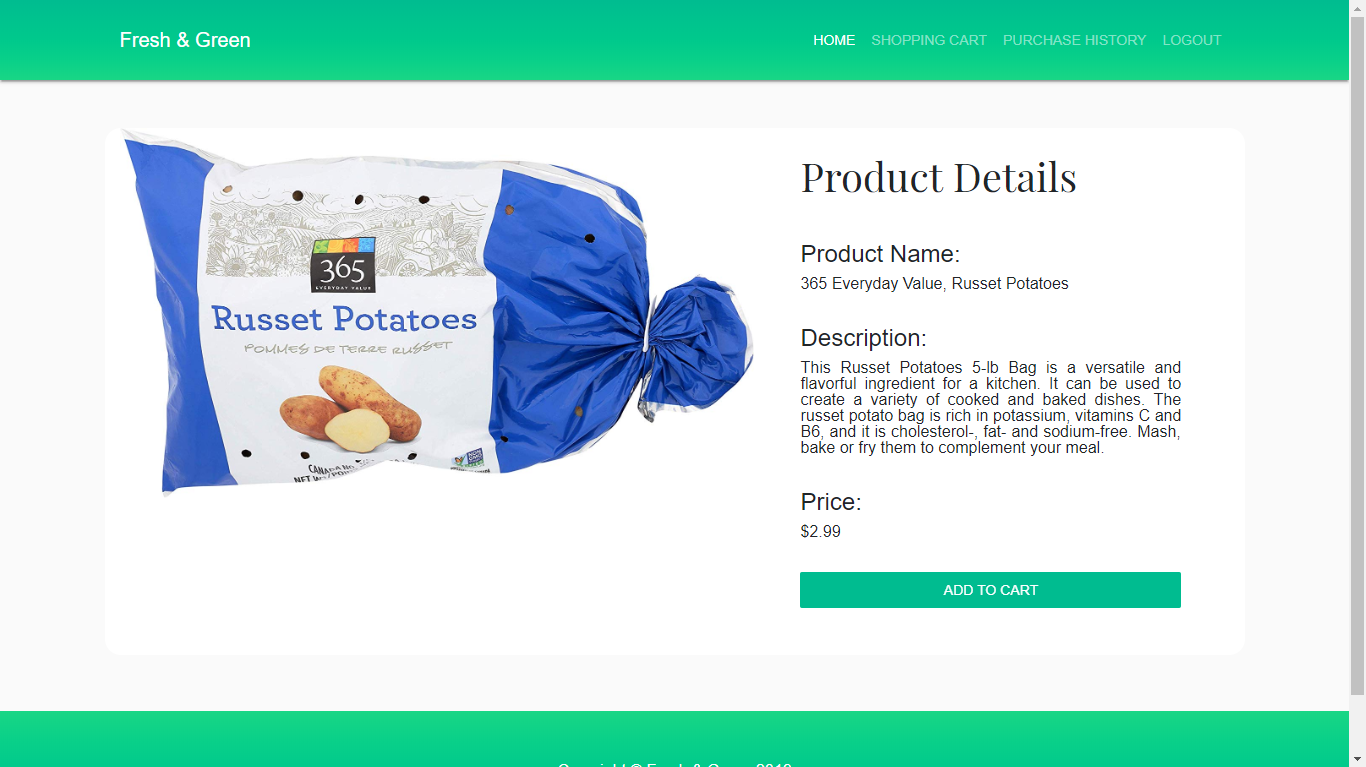 Fresh & Green
HOME SHOPPING CART PURCHASE HISTORY LOGOUT
365
EVERYDAY VALUE
Russet Potatoes
POMMES DE TERRE RUSSET
CANADA NO.
Product Details
Product Name:
365 Everyday Value, Russet Potatoes
Description:
This Russet Potatoes 5-lb Bag is a versatile and
flavorful ingredient for a kitchen. It can be used to
create a variety of cooked and baked dishes. The
russet potato bag is rich in potassium, vitamins C and
B6, and it is cholesterol-, fat- and sodium-free. Mash,
bake or fry them to complement your meal.
Price:
$2.99
ADD TO CART